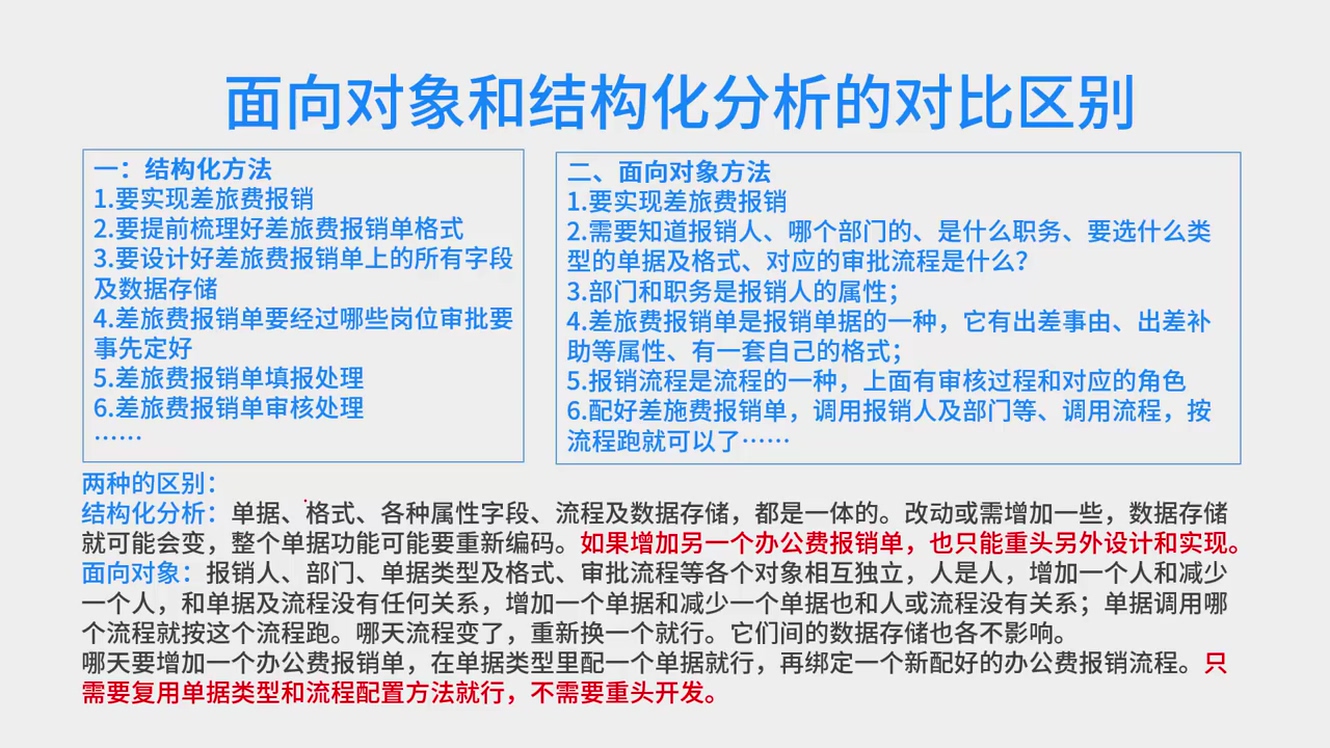 面向对象和结构化分析的对比区别
一：结构化方法
1.要实现差旅费报销
2.要提前梳理好差旅费报销单格式
3.要设计好差旅费报销单上的所有字段
及数据存储
4.差旅费报销单要经过哪些岗位审批要
事先定好
5.差旅费报销单填报处理
6.差旅费报销单审核处理
……
二、面向对象方法
1.要实现差旅费报销
2.需要知道报销人、哪个部门的、是什么职务、要选什么类
型的单据及格式、对应的审批流程是什么？
3.部门和职务是报销人的属性；
4.差旅费报销单是报销单据的一种，它有出差事由、出差补
助等属性、有一套自己的格式；
5.报销流程是流程的一种，上面有审核过程和对应的角色
6.配好差施费报销单，调用报销人及部门等、调用流程，按
流程跑就可以了……
两种的区别：
结构化分析：单据、格式、各种属性字段、流程及数据存储，都是一体的。改动或需增加一些，数据存储
就可能会变，整个单据功能可能要重新编码。如果增加另一个办公费报销单，也只能重头另外设计和实现。
面向对象：报销人、部门、单据类型及格式、审批流程等各个对象相互独立，人是人，增加一个人和减少
一个人，和单据及流程没有任何关系，增加一个单据和减少一个单据也和人或流程没有关系；单据调用哪
个流程就按这个流程跑。哪天流程变了，重新换一个就行。它们间的数据存储也各不影响。
哪天要增加一个办公费报销单，在单据类型里配一个单据就行，再绑定一个新配好的办公费报销流程。只
需要复用单据类型和流程配置方法就行，不需要重头开发。